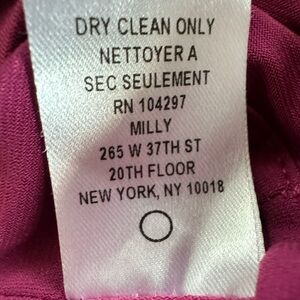 DRY CLEAN ONLY
NETTOYER A
SEC SEULEMENT
RN 104297
MILLY
265 W 37TH ST
20TH FLOOR
NEW YORK, NY 10018